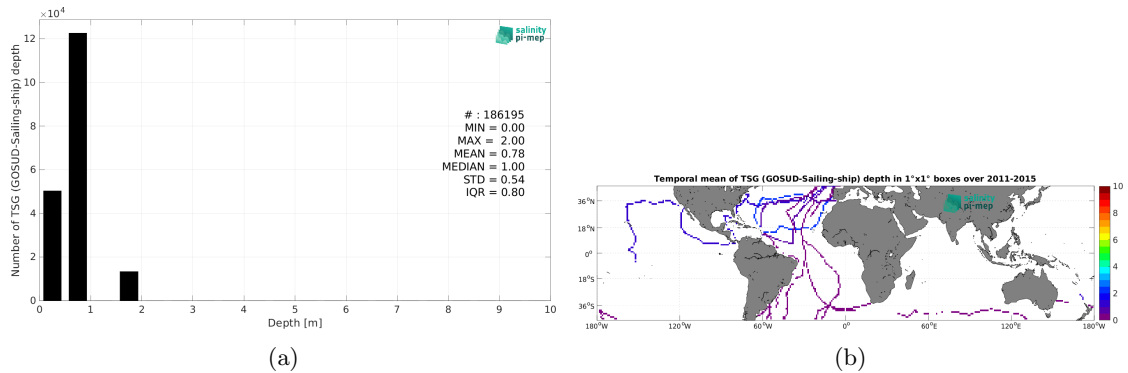 ×10⁴
12
10
8
6
4
2
0
Number of TSG (GOSUD-Sailing-ship) depth
salinity
pi-mep
# : 186195
MIN = 0.00
MAX = 2.00
MEAN = 0.78
MEDIAN = 1.00
STD = 0.54
IQR = 0.80
0 1 2 3 4 5 6 7 8 9 10
Depth [m]
(a)
Temporal mean of TSG (GOSUD-Sailing-ship) depth in 1°x1° boxes over 2011-2015
salinity
pi-mep
36°N
18°N
0°
18°S
36°S
180°W 120°W 60°W 0° 60°E 120°E 180°W
10
8
6
4
2
0
(b)